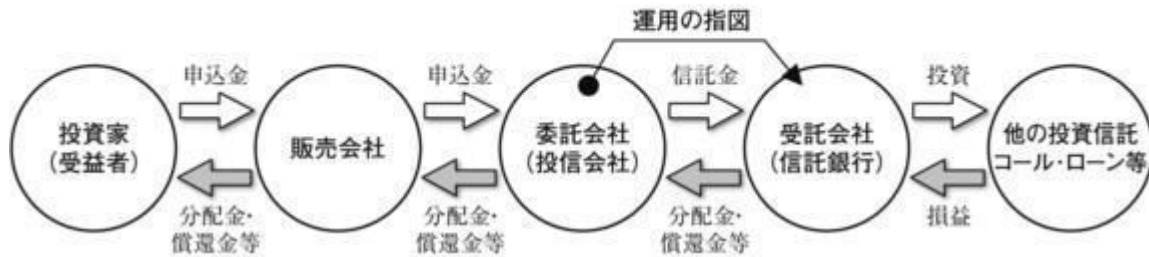 運用の指図
申込金
申込金
信託金
投資
投資家
(受益者)
販売会社
委託会社
(投信会社)
受託会社
(信託銀行)
他の投資信託
コール・ローン等
分配金・
償還金等
分配金・
償還金等
分配金・
償還金等
損益